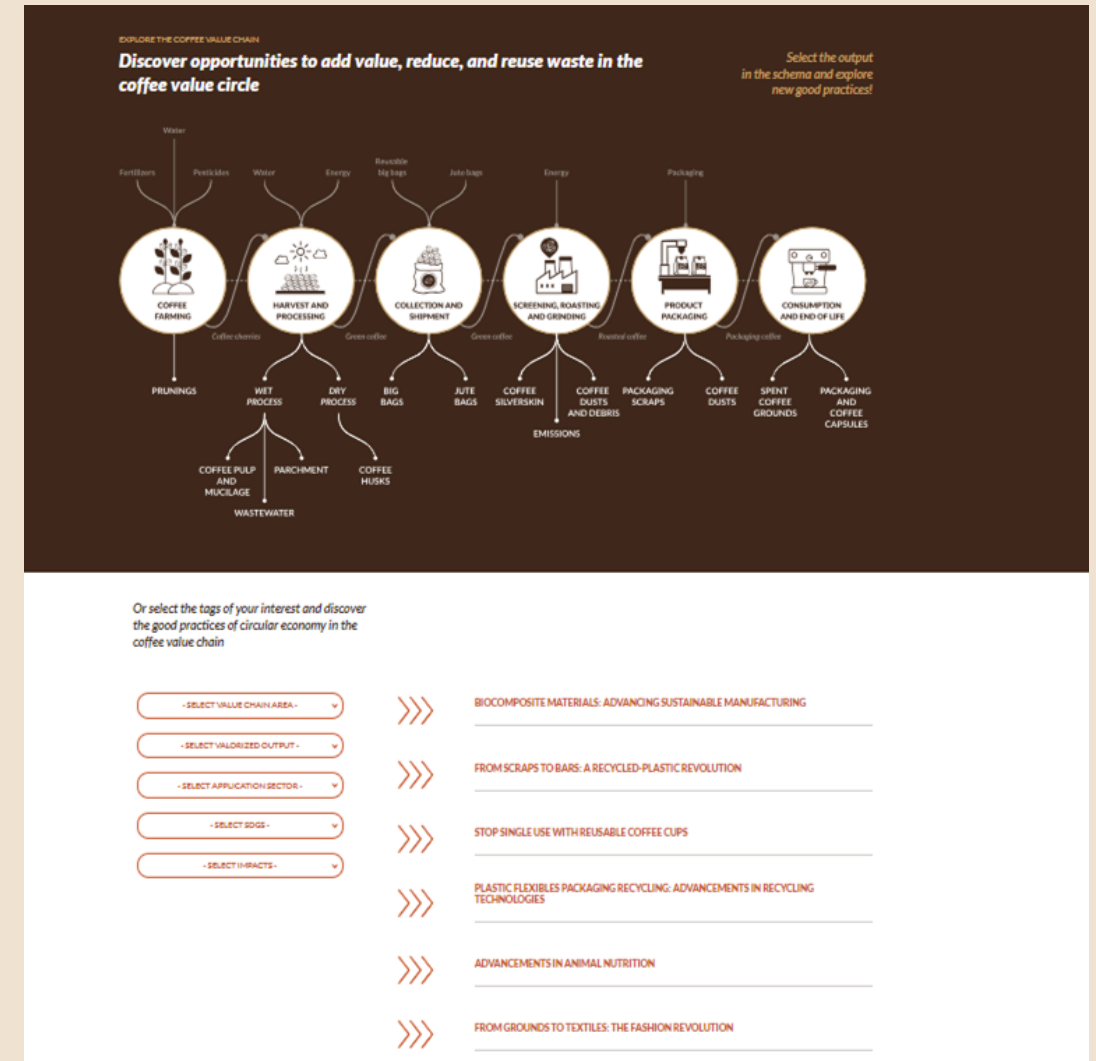 EXPLORE THE COFFEE VALUE CHAIN
Discover opportunities to add value, reduce, and reuse waste in the
coffee value circle
Select the output
in the schema and explore
new good practices!
Water
Fertilizers
Pesticides
Water
Energy
Reusable
big bags
Jute bags
Energy
Packaging
COFFEE
FARMING
HARVEST AND
PROCESSING
COLLECTION AND
SHIPMENT
SCREENING, ROASTING
AND GRINDING
PRODUCT
PACKAGING
CONSUMPTION
AND END OF LIFE
Coffee cherries
Green coffee
Green coffee
Roasted coffee
Packaging coffee
PRUNINGS
WET
PROCESS
DRY
PROCESS
BIG
BAGS
JUTE
BAGS
COFFEE
SILVERSKIN
COFFEE
DUSTS
AND DEBRIS
PACKAGING
SCRAPS
COFFEE
DUSTS
SPENT
COFFEE
GROUNDS
PACKAGING
AND
COFFEE
CAPSULES
EMISSIONS
COFFEE PULP
AND
MUCILAGE
PARCHMENT
COFFEE
HUSKS
WASTEWATER
Or select the tags of your interest and discover
the good practices of circular economy in the
coffee value chain
- SELECT VALUE CHAIN AREA -
- SELECT VALORIZED OUTPUT -
- SELECT APPLICATION SECTOR -
- SELECT SDGS -
- SELECT IMPACTS -
BIOCOMPOSITE MATERIALS: ADVANCING SUSTAINABLE MANUFACTURING
FROM SCRAPS TO BARS: A RECYCLED-PLASTIC REVOLUTION
STOP SINGLE USE WITH REUSABLE COFFEE CUPS
PLASTIC FLEXIBLES PACKAGING RECYCLING: ADVANCEMENTS IN RECYCLING
TECHNOLOGIES
ADVANCEMENTS IN ANIMAL NUTRITION
FROM GROUNDS TO TEXTILES: THE FASHION REVOLUTION